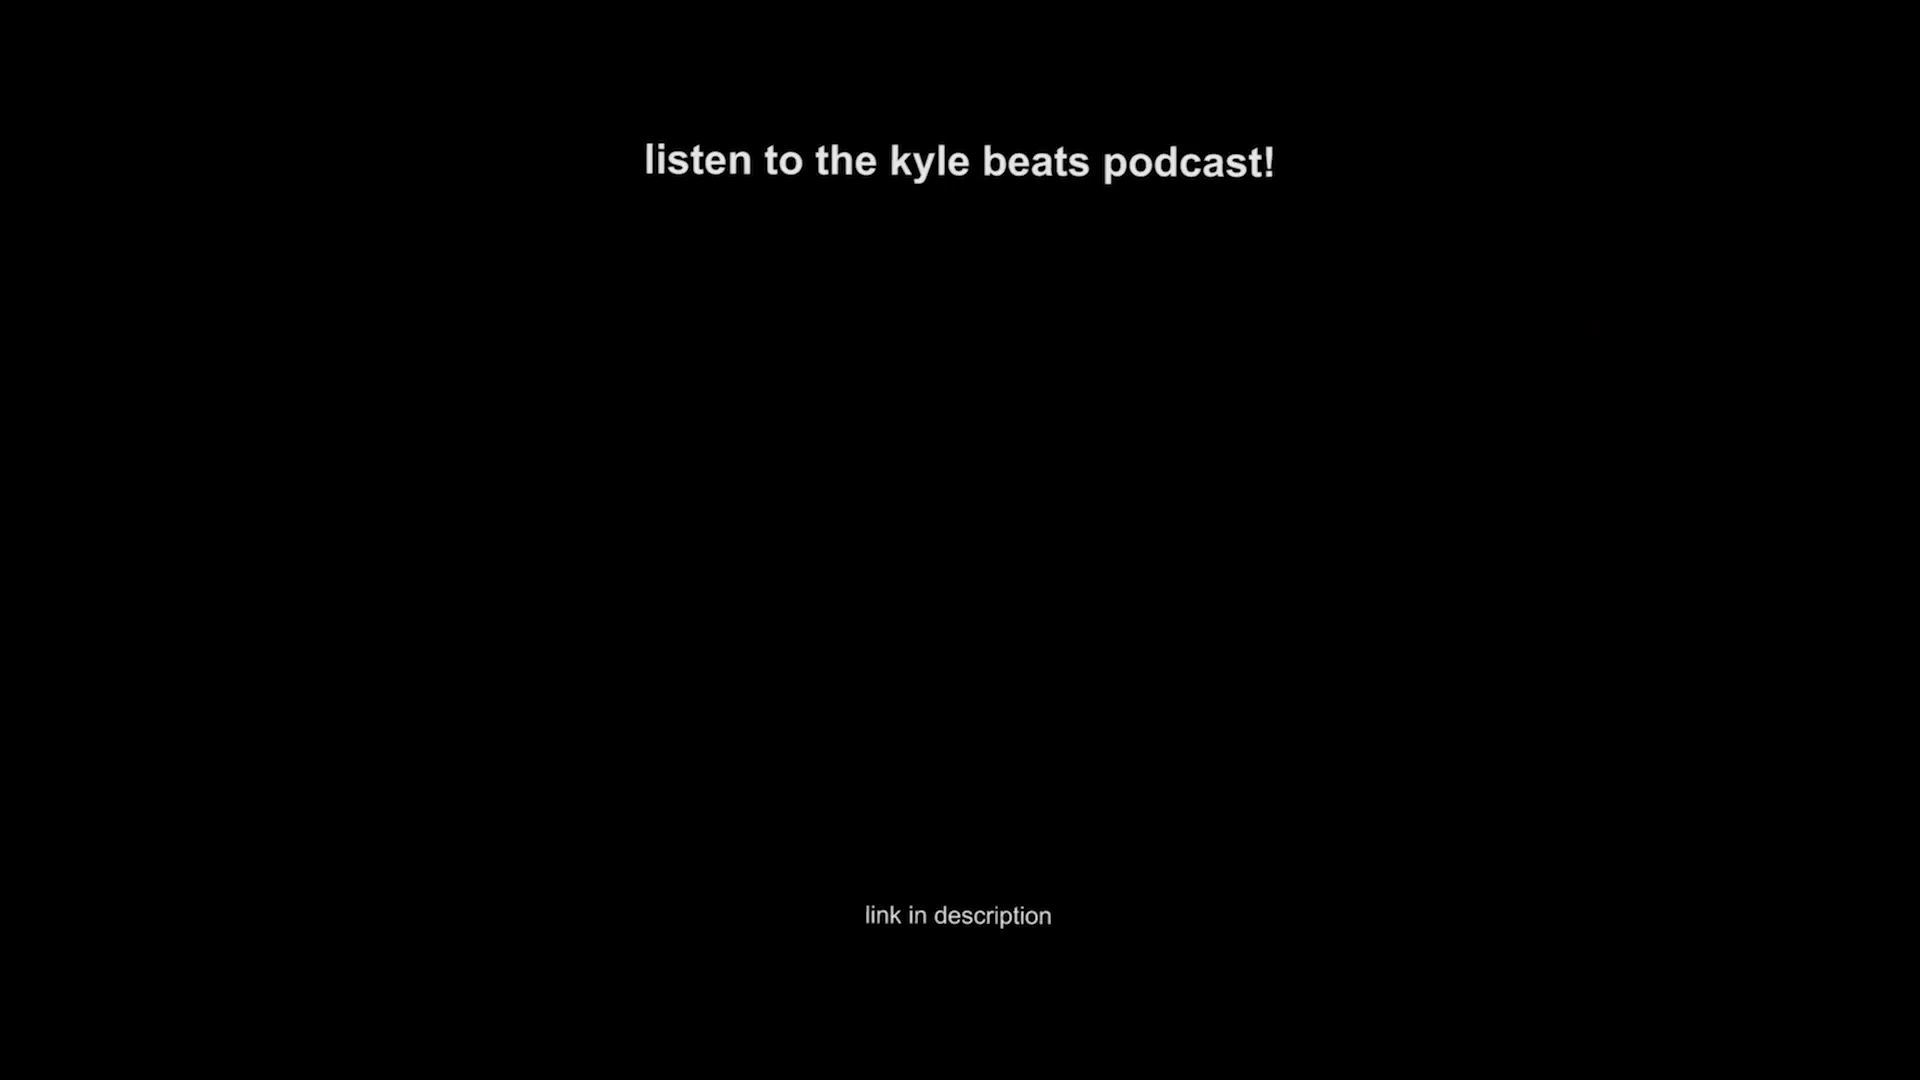 listen to the kyle beats podcast!
link in description